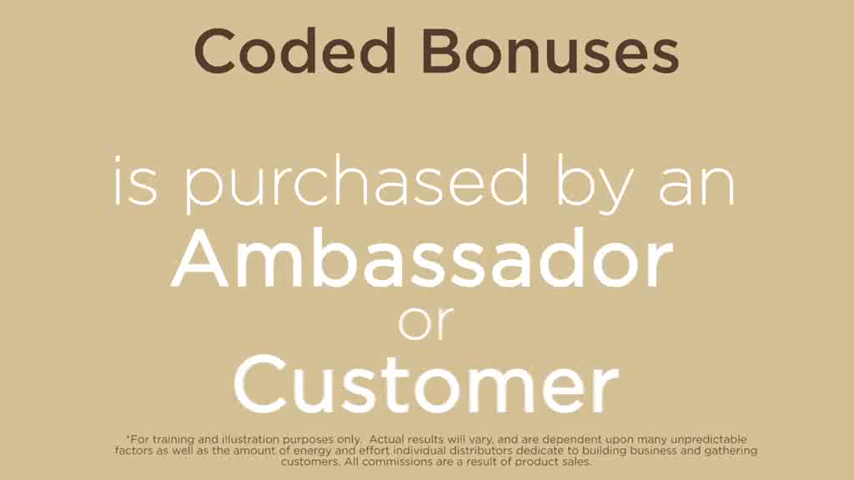 Coded Bonuses
is purchased by an
Ambassador
or
Customer
*For training and illustration purposes only. Actual results will vary, and are dependent upon many unpredictable
factors as well as the amount of energy and effort individual distributors dedicate to building business and gathering
customers. All commissions are a result of product sales.